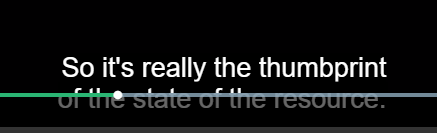 So it's really the thumbprint
of the state of the resource.